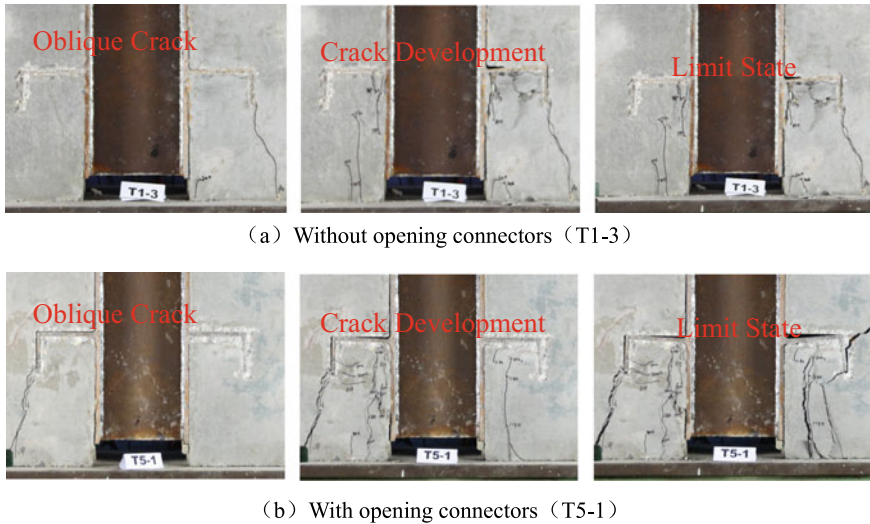 Oblique Crack
Crack Development
Limit State
T1-3
T1-3
T1-3
（a）Without opening connectors（T1-3）
Oblique Crack
Crack Development
Limit State
T5-1
T5-1
T5-1
（b）With opening connectors（T5-1）